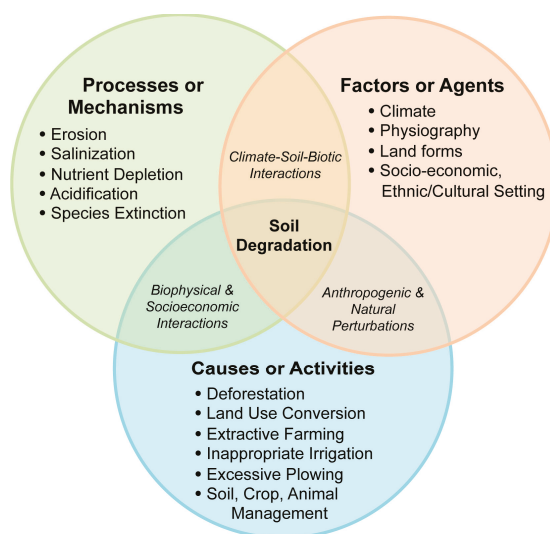 Processes or
Mechanisms
• Erosion
• Salinization
• Nutrient Depletion
• Acidification
• Species Extinction
Factors or Agents
• Climate
• Physiography
• Land forms
• Socio-economic,
Ethnic/Cultural Setting
Climate-Soil-Biotic
Interactions
Soil
Degradation
Biophysical &
Socioeconomic
Interactions
Anthropogenic &
Natural
Perturbations
Causes or Activities
• Deforestation
• Land Use Conversion
• Extractive Farming
• Inappropriate Irrigation
• Excessive Plowing
• Soil, Crop, Animal
Management